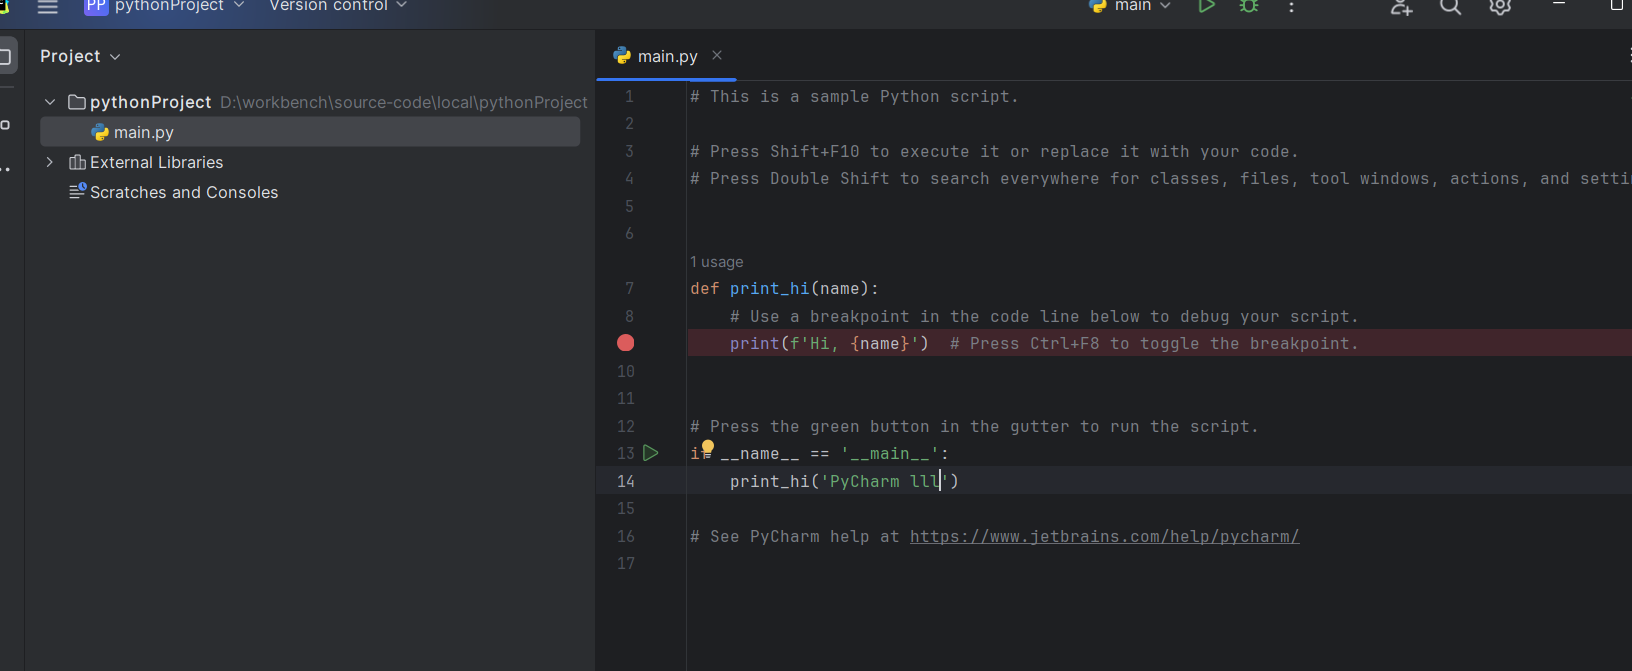 PP pythonProject Version control main
Project
main.py
pythonProject D:\workbench\source-code\local\pythonProject
main.py
External Libraries
Scratches and Consoles
1 # This is a sample Python script.
2
3 # Press Shift+F10 to execute it or replace it with your code.
4 # Press Double Shift to search everywhere for classes, files, tool windows, actions, and
5
6
1 usage
7 def print_hi(name):
8 # Use a breakpoint in the code line below to debug your script.
print(f'Hi, {name}') # Press Ctrl+F8 to toggle the breakpoint.
10
11
12 # Press the green button in the gutter to run the script.
13 if __name__ == '__main__':
14 print_hi('PyCharm lll')
15
16 # See PyCharm help at https://www.jetbrains.com/help/pycharm/
17